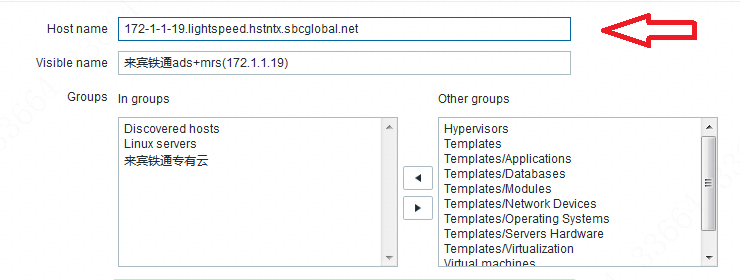 Host name 172-1-1-19.lightspeed.hstntx.sbcglobal.net
Visible name 来宾铁通ads+mrs(172.1.1.19)
Groups In groups Other groups
Discovered hosts
Linux servers
来宾铁通专有云
Hypervisors
Templates
Templates/Applications
Templates/Databases
Templates/Modules
Templates/Network Devices
Templates/Operating Systems
Templates/Servers Hardware
Templates/Virtualization
Virtual machines